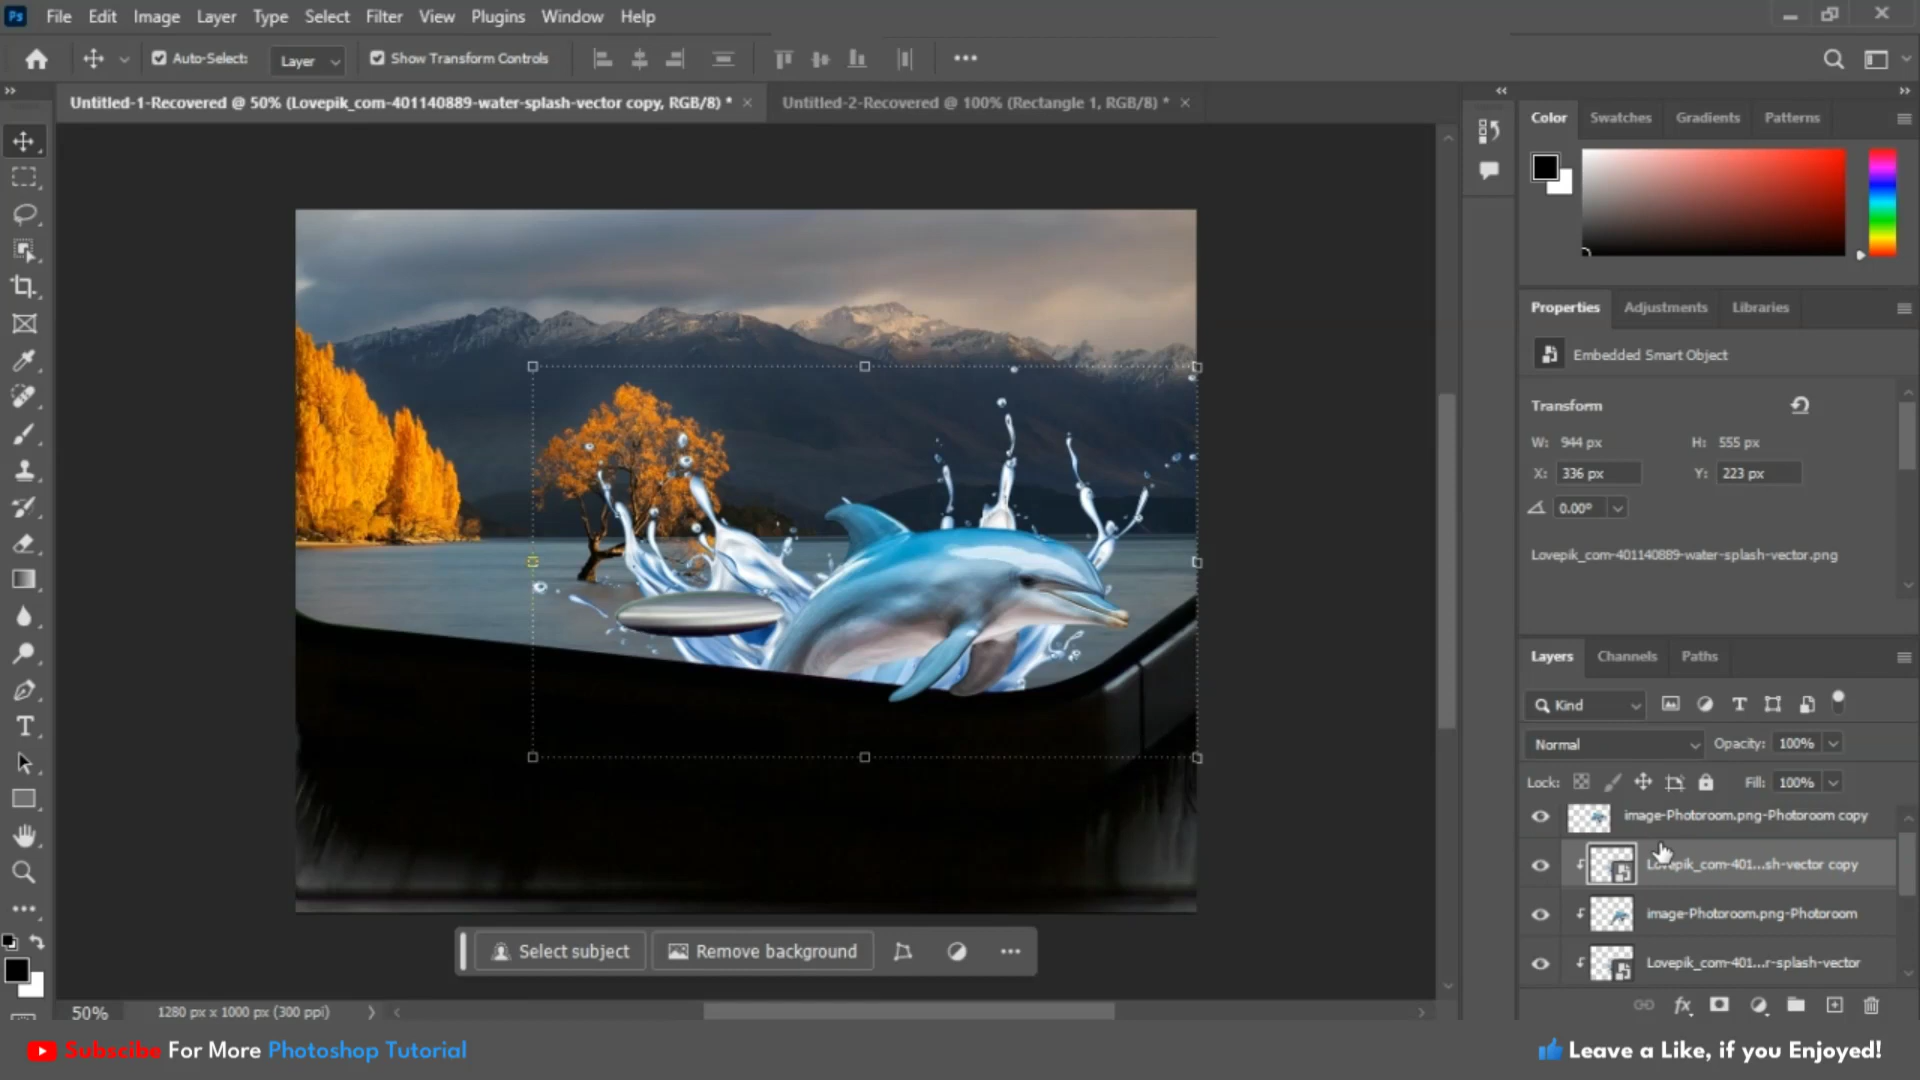 Ps File Edit Image Layer Type Select Filter View Plugins Window Help
Auto-Select: Layer Show Transform Controls
Untitled-1-Recovered @ 50% (Lovepik_com-401140889-water-splash-vector copy, RGB/8) *
Untitled-2-Recovered @ 100% (Rectangle 1, RGB/8) *
Color Swatches Gradients Patterns
Properties Adjustments Libraries
Embedded Smart Object
Transform
W: 944 px H: 555 px
X: 336 px Y: 223 px
0.00°
Lovepik_com-401140889-water-splash-vector.png
Layers Channels Paths
Kind
Normal Opacity: 100%
Lock: Fill: 100%
image-Photoroom.png-Photoroom copy
Lovepik_com-401...sh-vector copy
image-Photoroom.png-Photoroom
Lovepik_com-401...r-splash-vector
Select subject Remove background
50% 1280 px x 1000 px (300 ppi)
Subscibe For More Photoshop Tutorial
Leave a Like, if you Enjoyed!